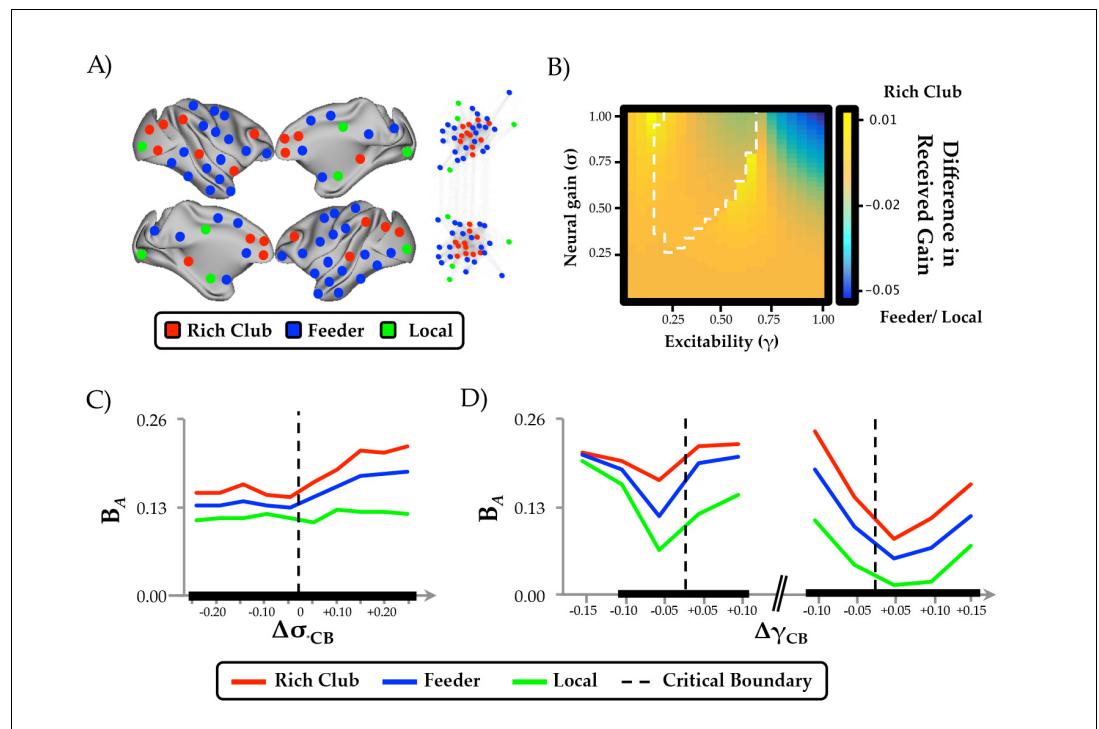 A)
Rich Club Feeder Local
B)
Rich Club
Neural gain (σ)
1.00
0.75
0.50
0.25
0.25 0.50 0.75 1.00
Excitability (γ)
0.01
−0.02
−0.05
Difference in
Received Gain
Feeder/ Local
C)
B_A
0.26
0.13
0.00
-0.20 -0.10 0 +0.10 +0.20
Δσ-CB
D)
B_A
0.26
0.13
0.00
-0.15 -0.10 -0.05 +0.05 +0.10 -0.10 -0.05 +0.05 +0.10 +0.15
ΔγCB
Rich Club Feeder Local Critical Boundary